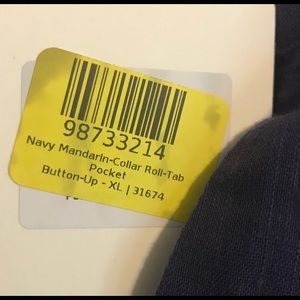 98733214
Navy Mandarin-Collar Roll-Tab
Pocket
Button-Up - XL | 31674